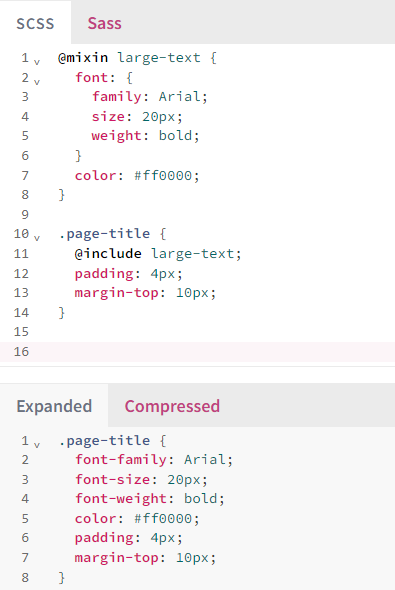 SCSS Sass
1 @mixin large-text {
2 font: {
3 family: Arial;
4 size: 20px;
5 weight: bold;
6 }
7 color: #ff0000;
8 }
9
10 .page-title {
11 @include large-text;
12 padding: 4px;
13 margin-top: 10px;
14 }
15
16
Expanded Compressed
1 .page-title {
2 font-family: Arial;
3 font-size: 20px;
4 font-weight: bold;
5 color: #ff0000;
6 padding: 4px;
7 margin-top: 10px;
8 }